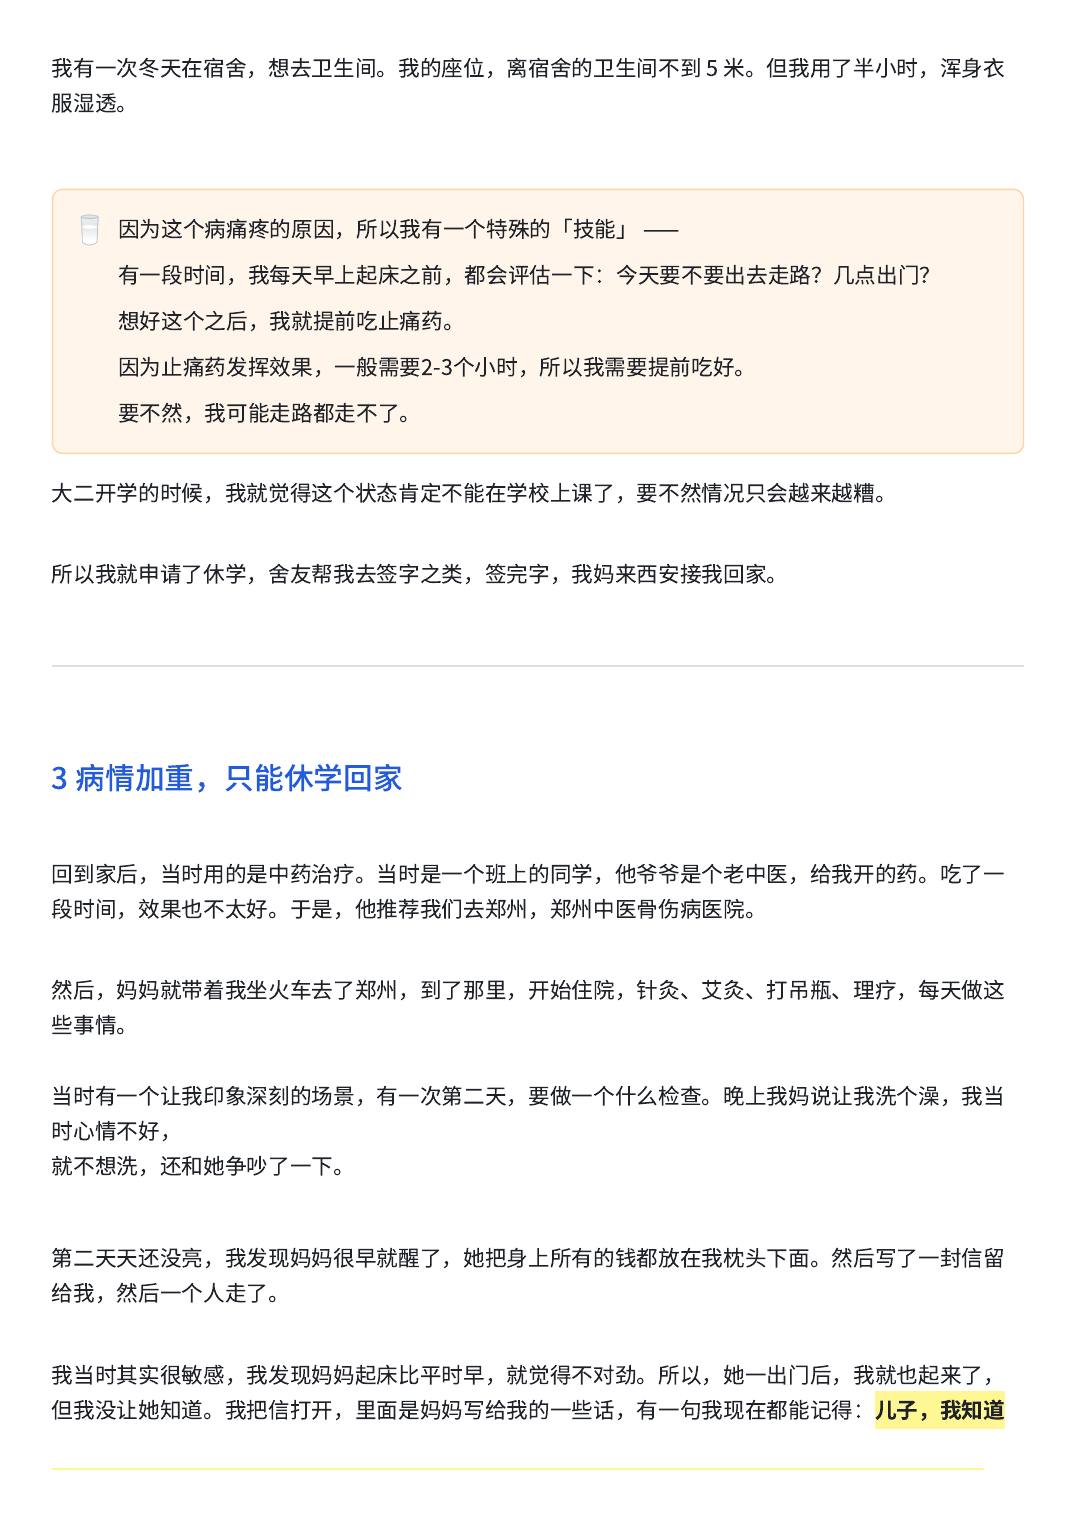 我有一次冬天在宿舍，想去卫生间。我的座位，离宿舍的卫生间不到 5 米。但我用了半小时，浑身衣
服湿透。
因为这个病痛疼的原因，所以我有一个特殊的「技能」 ——
有一段时间，我每天早上起床之前，都会评估一下：今天要不要出去走路？几点出门？
想好这个之后，我就提前吃止痛药。
因为止痛药发挥效果，一般需要2-3个小时，所以我需要提前吃好。
要不然，我可能走路都走不了。
大二开学的时候，我就觉得这个状态肯定不能在学校上课了，要不然情况只会越来越糟。
所以我就申请了休学，舍友帮我去签字之类，签完字，我妈来西安接我回家。
3 病情加重，只能休学回家
回到家后，当时用的是中药治疗。当时是一个班上的同学，他爷爷是个老中医，给我开的药。吃了一
段时间，效果也不太好。于是，他推荐我们去郑州，郑州中医骨伤病医院。
然后，妈妈就带着我坐火车去了郑州，到了那里，开始住院，针灸、艾灸、打吊瓶、理疗，每天做这
些事情。
当时有一个让我印象深刻的场景，有一次第二天，要做一个什么检查。晚上我妈说让我洗个澡，我当
时心情不好，
就不想洗，还和她争吵了一下。
第二天天还没亮，我发现妈妈很早就醒了，她把身上所有的钱都放在我枕头下面。然后写了一封信留
给我，然后一个人走了。
我当时其实很敏感，我发现妈妈起床比平时早，就觉得不对劲。所以，她一出门后，我就也起来了，
但我没让她知道。我把信打开，里面是妈妈写给我的一些话，有一句我现在都能记得：儿子，我知道